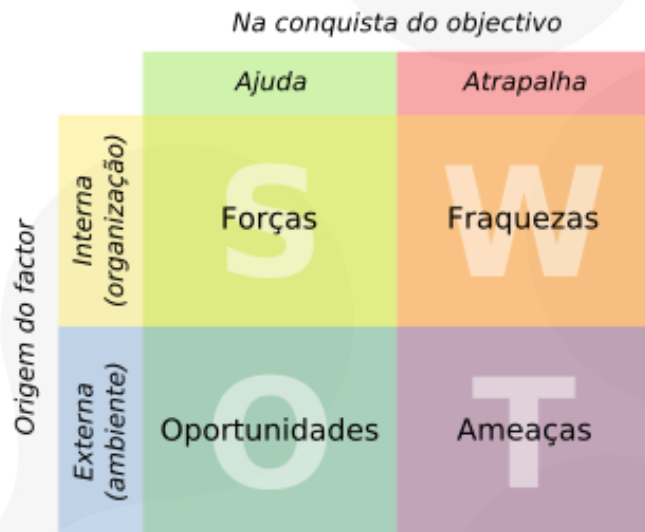 Na conquista do objectivo
Ajuda
Atrapalha
Origem do factor
Interna
(organização)
S
Forças
W
Fraquezas
Externa
(ambiente)
O
Oportunidades
T
Ameaças